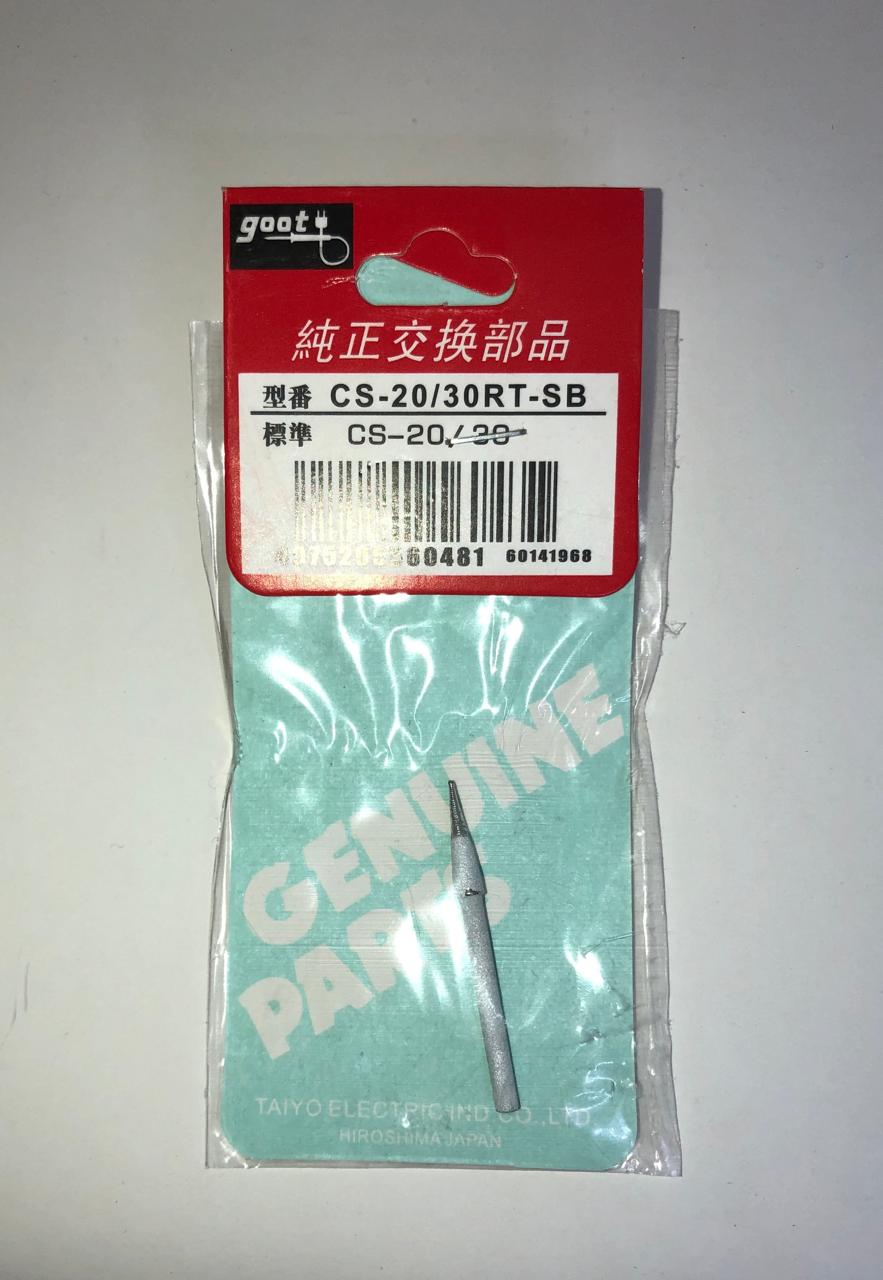 goot
純正交換部品
型番 CS-20/30RT-SB
標準 CS-20/30
60141968
GENUINE
PARTS
TAIYO ELECTRIC IND.CO.,LTD.
HIROSHIMA JAPAN